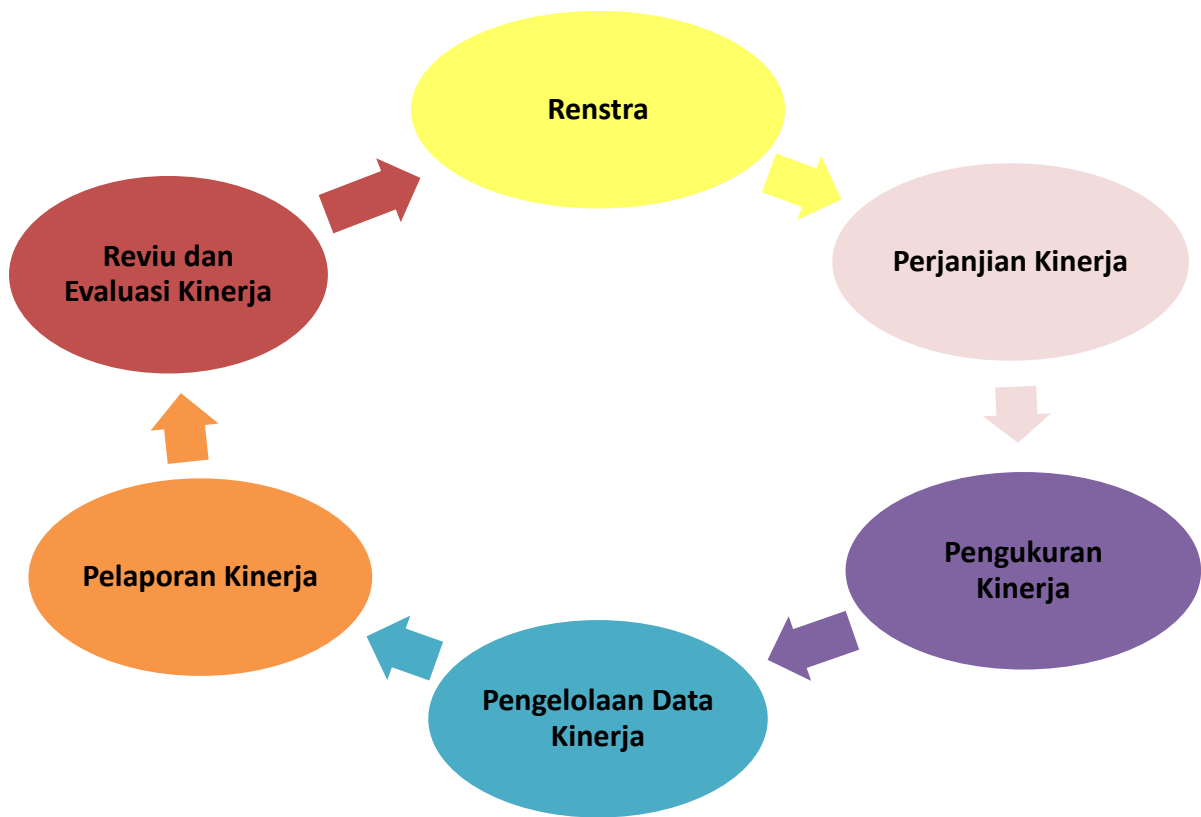 Renstra
Perjanjian Kinerja
Pengukuran
Kinerja
Pengelolaan Data
Kinerja
Pelaporan Kinerja
Reviu dan
Evaluasi Kinerja